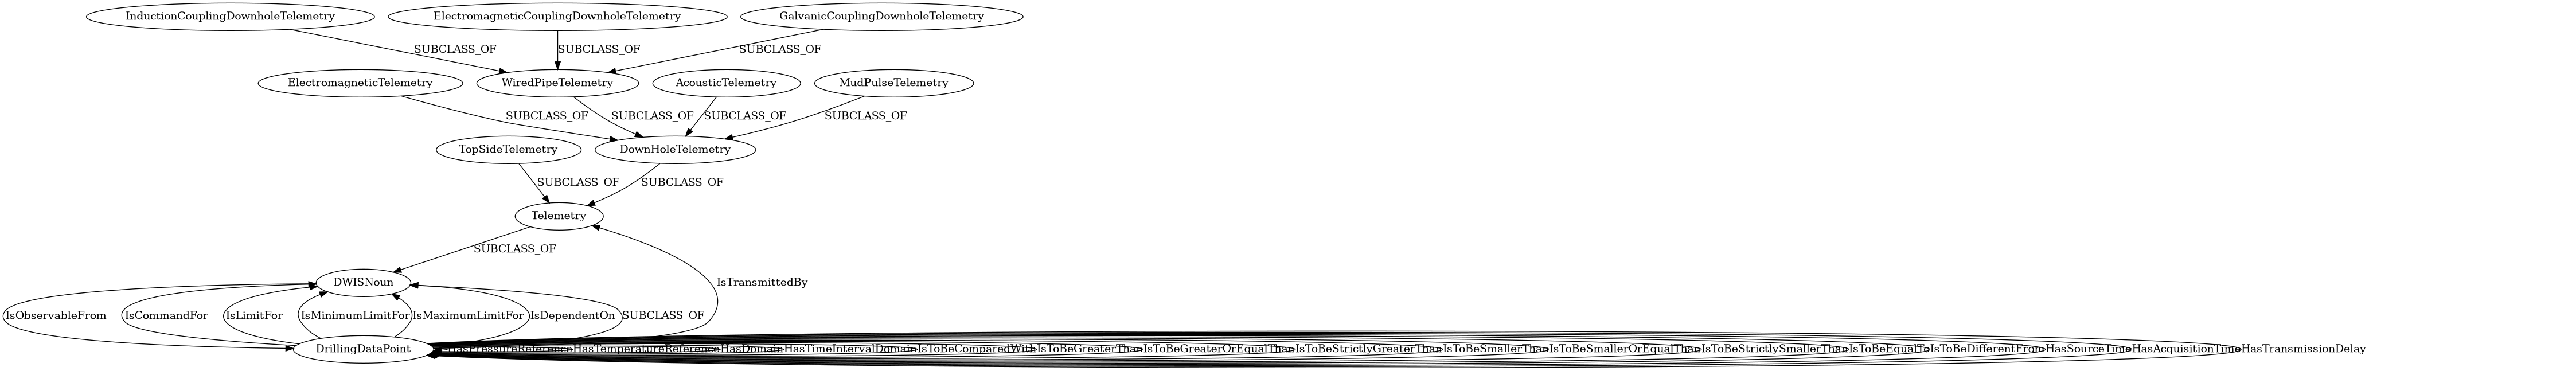 InductionCouplingDownholeTelemetry
ElectromagneticCouplingDownholeTelemetry
GalvanicCouplingDownholeTelemetry
SUBCLASS_OF
SUBCLASS_OF
SUBCLASS_OF
ElectromagneticTelemetry
WiredPipeTelemetry
AcousticTelemetry
MudPulseTelemetry
SUBCLASS_OF
SUBCLASS_OF
SUBCLASS_OF
SUBCLASS_OF
TopSideTelemetry
DownHoleTelemetry
SUBCLASS_OF
SUBCLASS_OF
Telemetry
SUBCLASS_OF
DWISNoun
IsTransmittedBy
IsObservableFrom
IsCommandFor
IsLimitFor
IsMinimumLimitFor
IsMaximumLimitFor
IsDependentOn
SUBCLASS_OF
DrillingDataPoint
HasPressureReference
HasTemperatureReference
HasDomain
HasTimeIntervalDomain
IsToBeComparedWith
IsToBeGreaterThan
IsToBeGreaterOrEqualThan
IsToBeStrictlyGreaterThan
IsToBeSmallerThan
IsToBeSmallerOrEqualThan
IsToBeStrictlySmallerThan
IsToBeEqualTo
IsToBeDifferentFrom
HasSourceTime
HasAcquisitionTime
HasTransmissionDelay